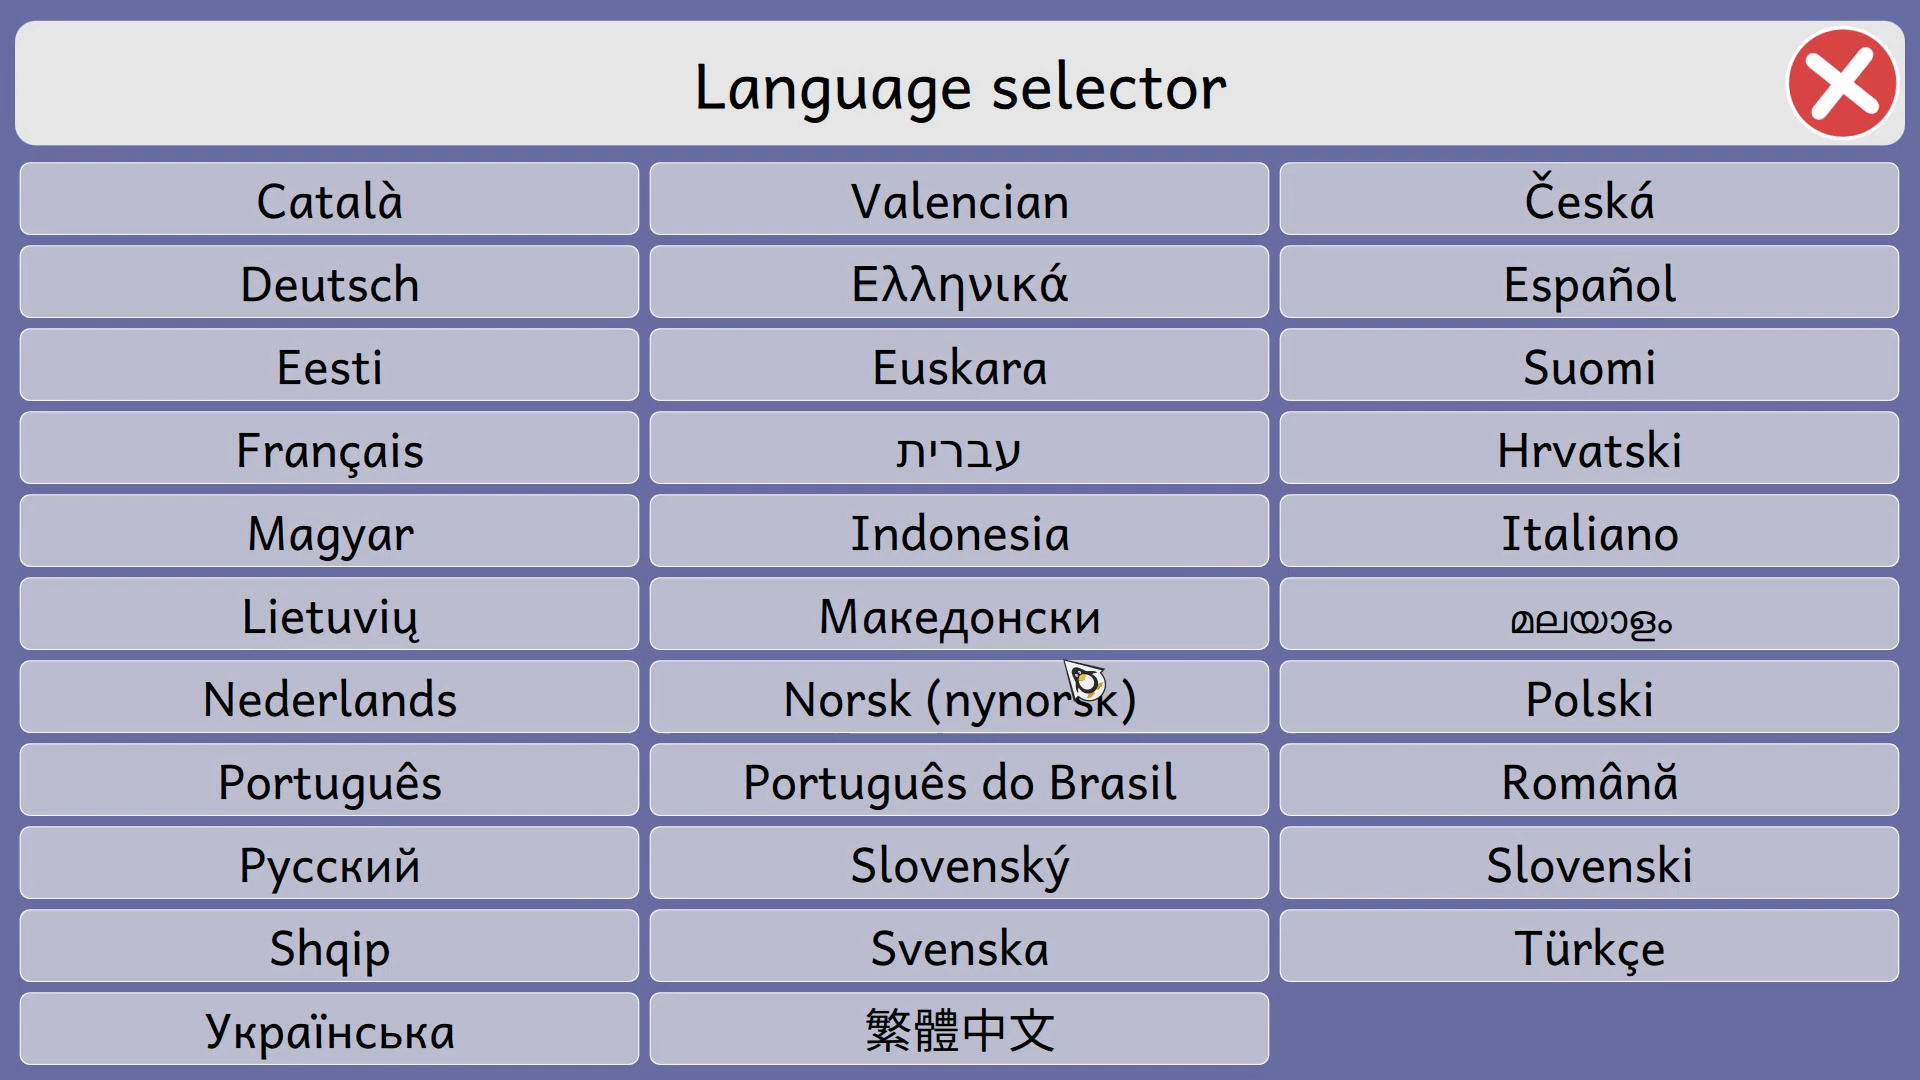 Language selector
Català
Valencian
Česká
Deutsch
Ελληνικά
Español
Eesti
Euskara
Suomi
Français
עברית
Hrvatski
Magyar
Indonesia
Italiano
Lietuvių
Македонски
മലയാളം
Nederlands
Norsk (nynorsk)
Polski
Português
Português do Brasil
Română
Русский
Slovenský
Slovenski
Shqip
Svenska
Türkçe
Українська
繁體中文